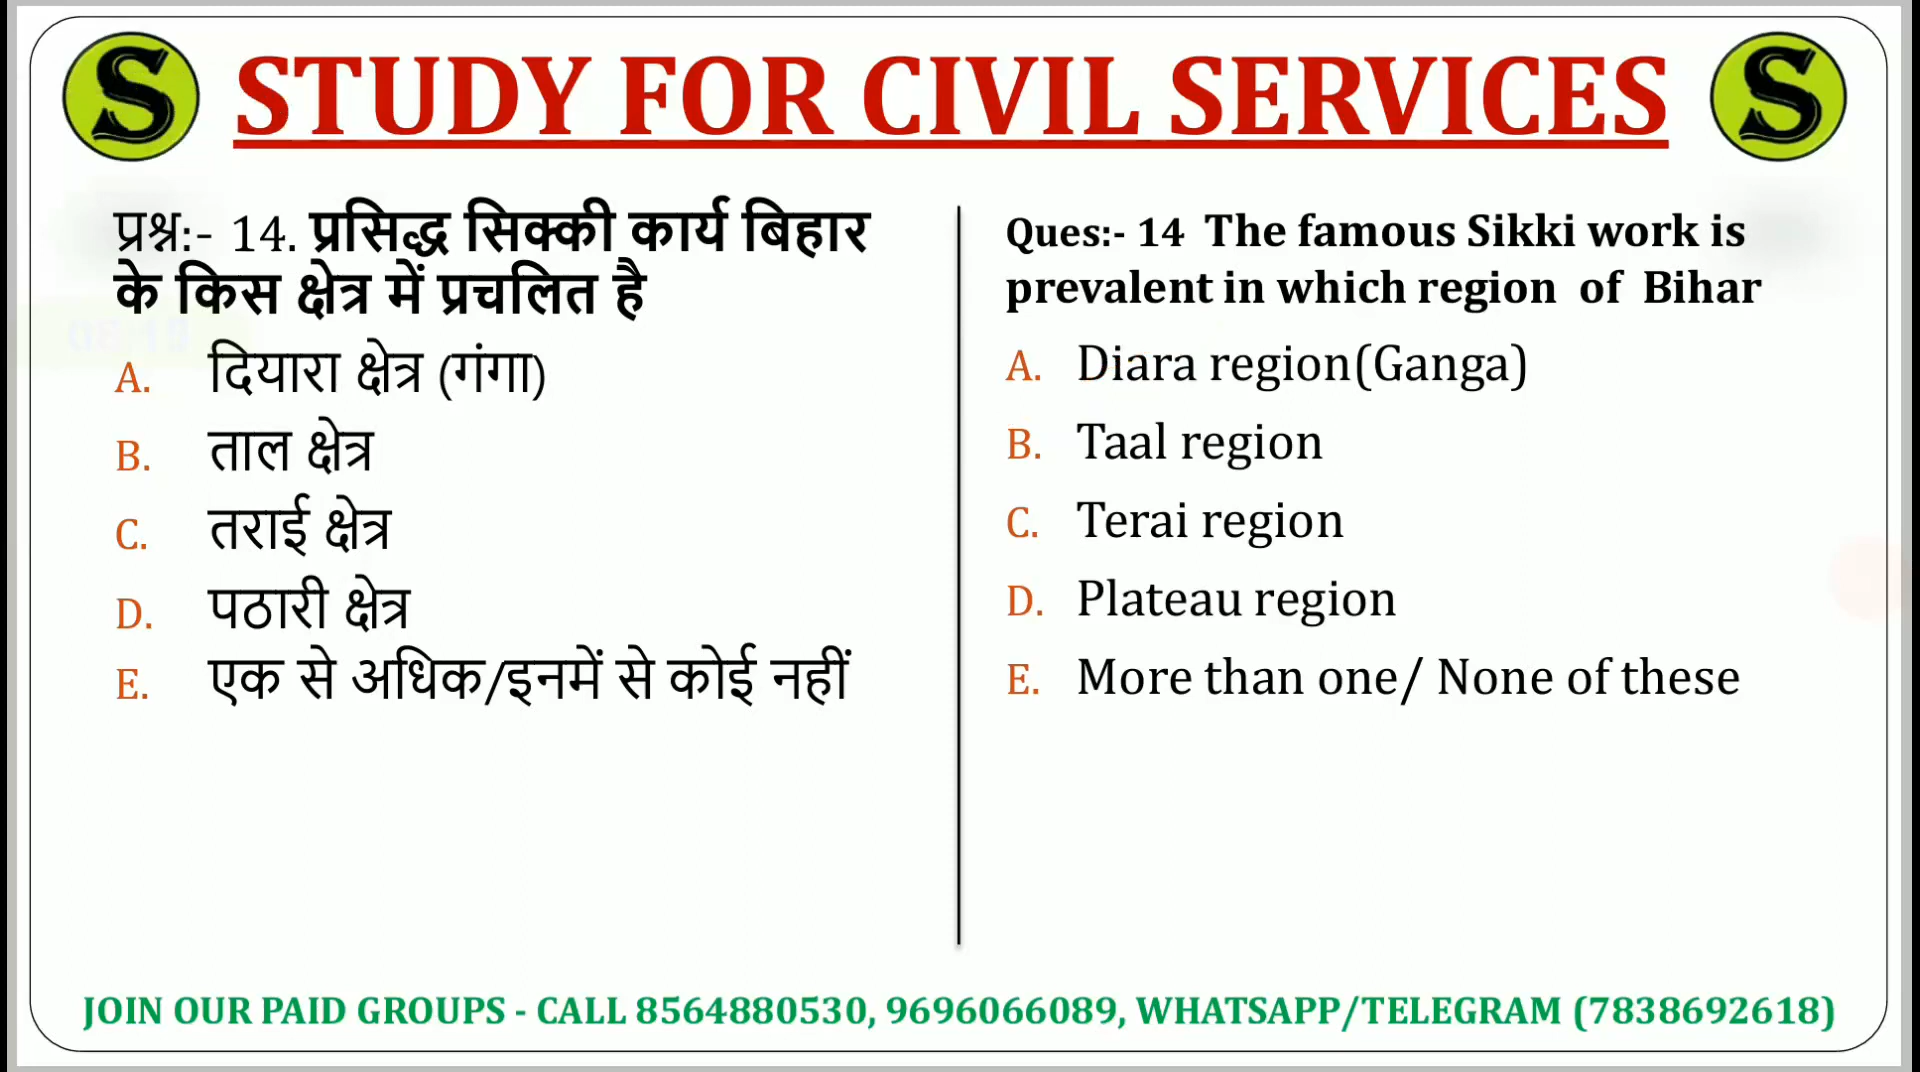 S STUDY FOR CIVIL SERVICES S
प्रश्न:- 14. प्रसिद्ध सिक्की कार्य बिहार
के किस क्षेत्र में प्रचलित है
A. दियारा क्षेत्र (गंगा)
B. ताल क्षेत्र
C. तराई क्षेत्र
D. पठारी क्षेत्र
E. एक से अधिक/इनमें से कोई नहीं
Ques:- 14 The famous Sikki work is
prevalent in which region of Bihar
A. Diara region(Ganga)
B. Taal region
C. Terai region
D. Plateau region
E. More than one/ None of these
JOIN OUR PAID GROUPS - CALL 8564880530, 9696066089, WHATSAPP/TELEGRAM (7838692618)